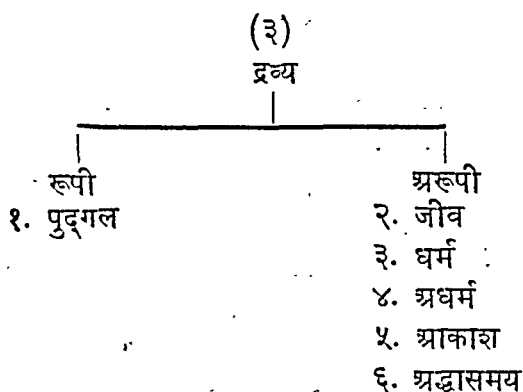 (३)
द्रव्य
रूपी
१. पुद्गल
अरूपी
२. जीव
३. धर्म
४. अधर्म
५. आकाश
६. अद्धासमय